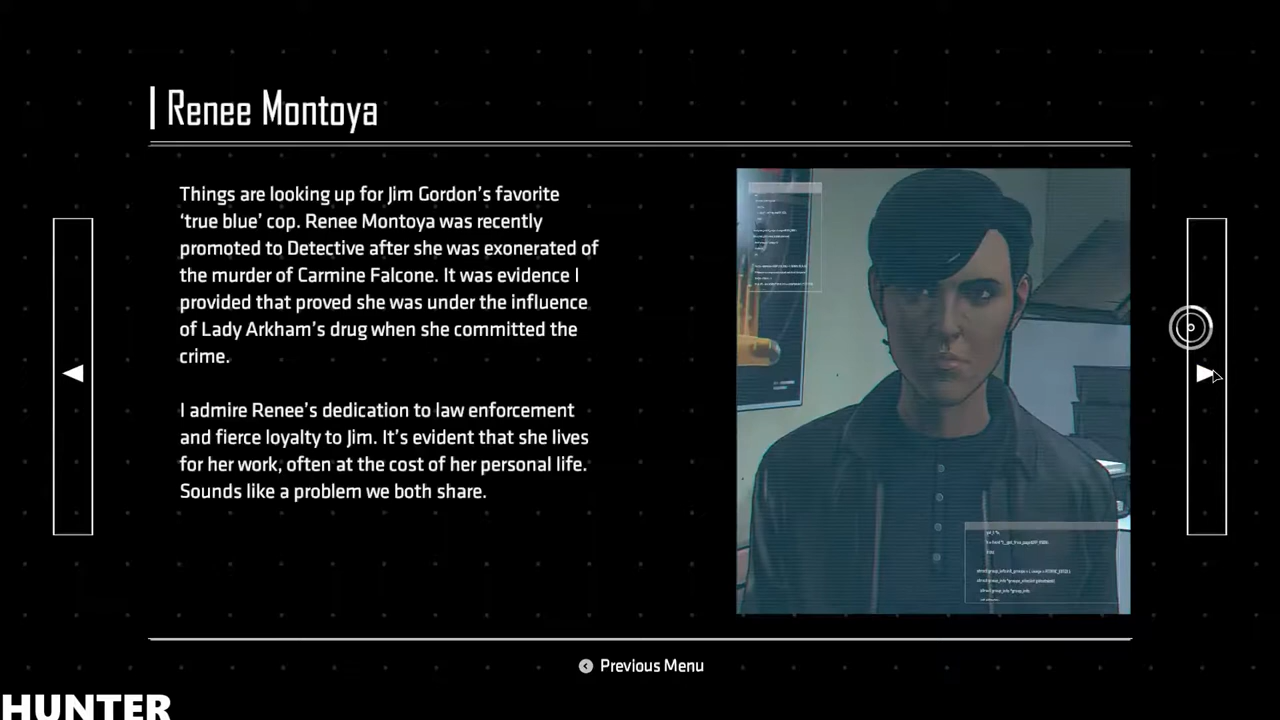 Renee Montoya
Things are looking up for Jim Gordon's favorite
'true blue' cop. Renee Montoya was recently
promoted to Detective after she was exonerated of
the murder of Carmine Falcone. It was evidence I
provided that proved she was under the influence
of Lady Arkham's drug when she committed the
crime.
I admire Renee's dedication to law enforcement
and fierce loyalty to Jim. It's evident that she lives
for her work, often at the cost of her personal life.
Sounds like a problem we both share.
Previous Menu
HUNTER